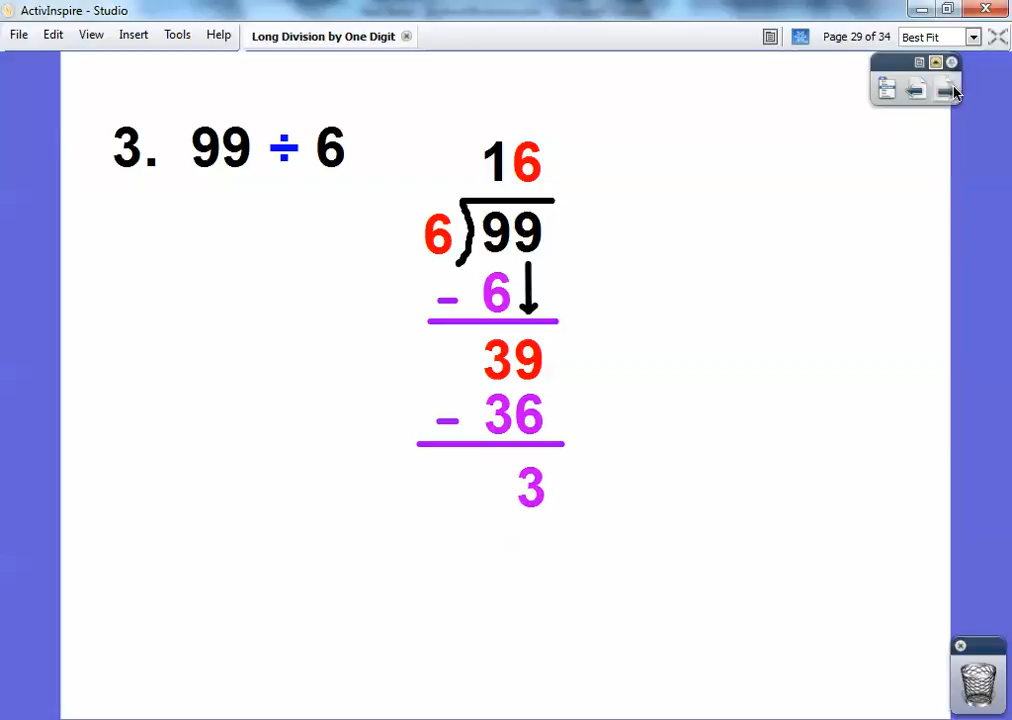 ActivInspire - Studio
File Edit View Insert Tools Help Long Division by One Digit Page 29 of 34 Best Fit
3. 99 ÷ 6
16
6)99
- 6
39
- 36
3